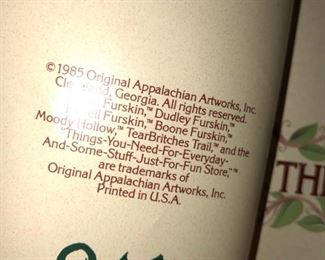 ©1985 Original Appalachian Artworks, Inc.
Cleveland, Georgia. All rights reserved.
Furskin,™ Dudley Furskin,™
Furskin,™ Boone Furskin,™
Moody Hollow,™ TearBritches Trail,™ and the
"Things-You-Need-For-Everyday-
And-Some-Stuff-Just-For-Fun Store,"™
are trademarks of
Original Appalachian Artworks, Inc.
Printed in U.S.A.